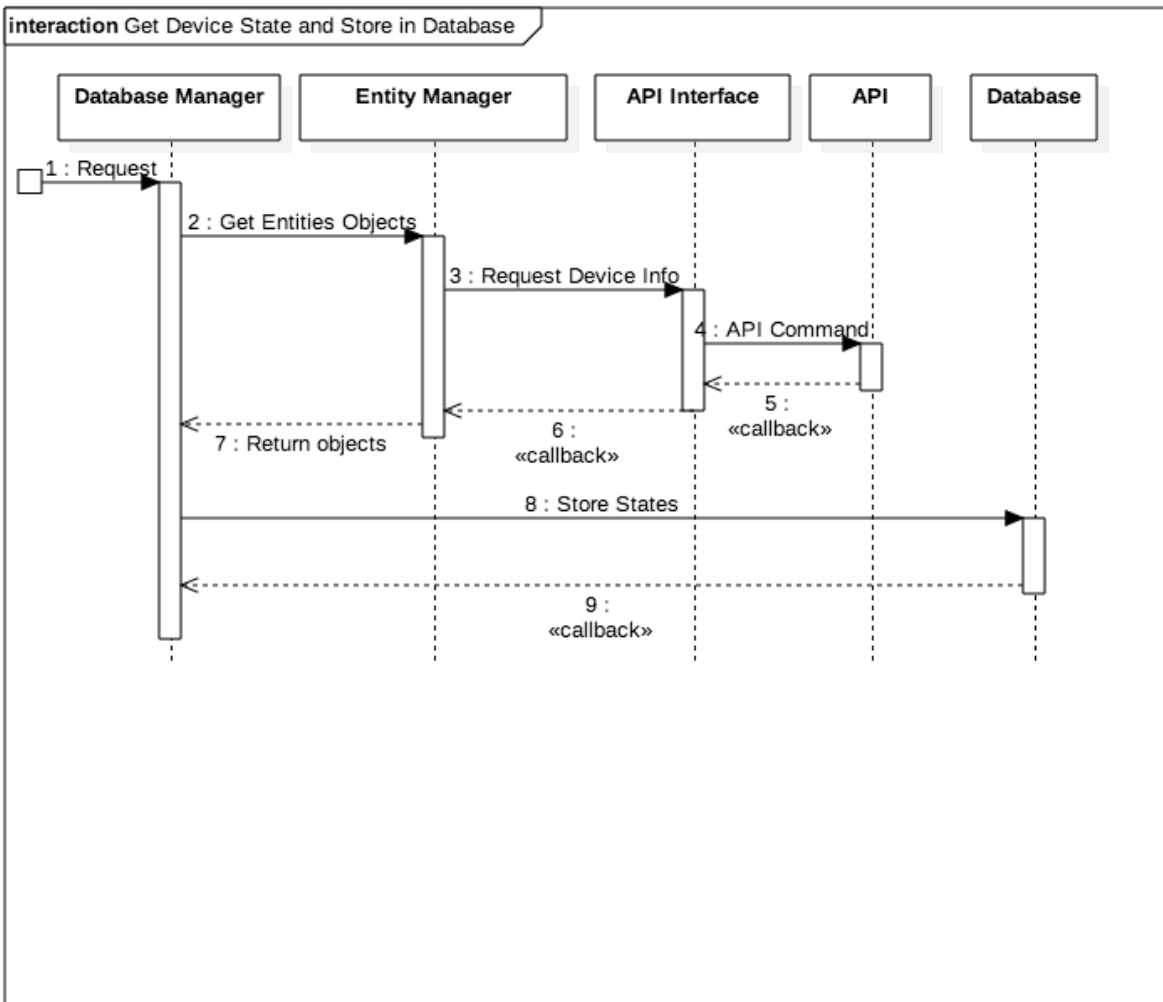 interaction Get Device State and Store in Database
Database Manager
Entity Manager
API Interface
API
Database
1 : Request
2 : Get Entities Objects
3 : Request Device Info
4 : API Command
5 :
«callback»
6 :
«callback»
7 : Return objects
8 : Store States
9 :
«callback»